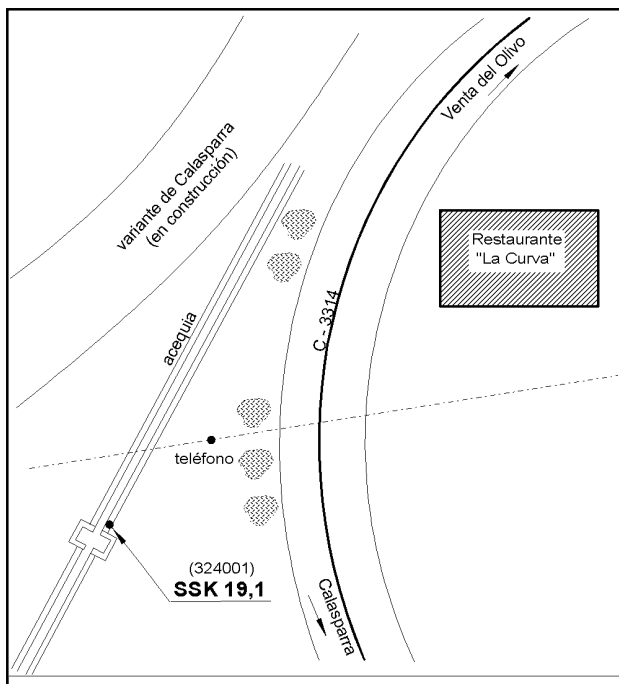 Venta del Olivo
variante de Calasparra
(en construcción)
Restaurante
"La Curva"
C - 3314
acequia
teléfono
(324001)
SSK 19,1
Calasparra